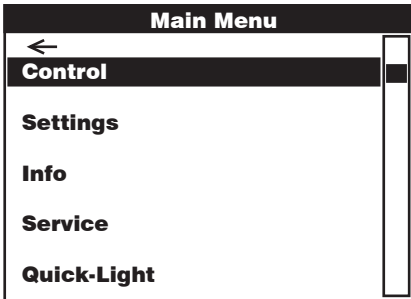 Main Menu
Control
Settings
Info
Service
Quick-Light